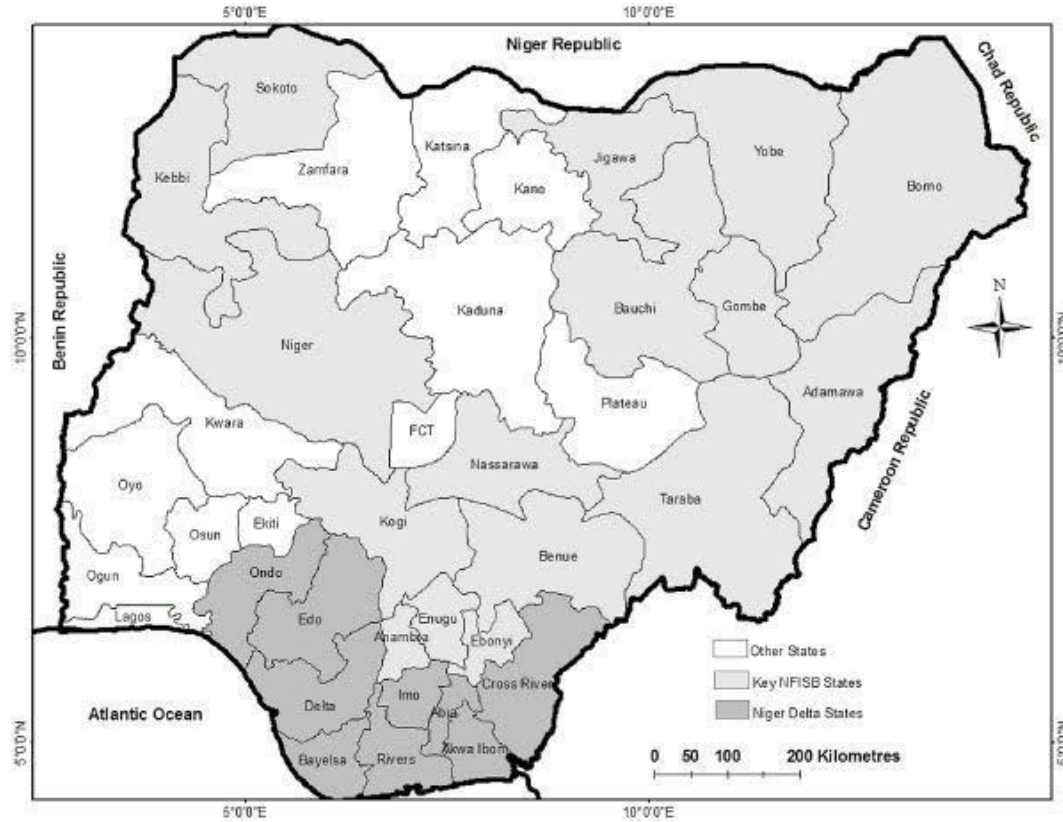 5°0'0"E
10°0'0"E
Niger Republic
Chad Republic
Sokoto
Katsina
Yobe
Jigawa
Zamfara
Kebbi
Kano
Borno
N
Benin Republic
Kaduna
Bauchi
Gombe
Niger
10°0'0"N
Adamawa
Plateau
Kwara
FCT
Nassarawa
Cameroon Republic
Oyo
Taraba
Kogi
Ekiti
Osun
Benue
Ondo
Ogun
Lagos
Edo
Enugu
Anambra
Ebonyi
Other States
Key NFISB States
Niger Delta States
Cross River
Imo
Abia
Delta
Atlantic Ocean
5°0'0"N
5°0'0"N
Bayelsa
Rivers
Akwa Ibom
0 50 100 200 Kilometres
5°0'0"E
10°0'0"E